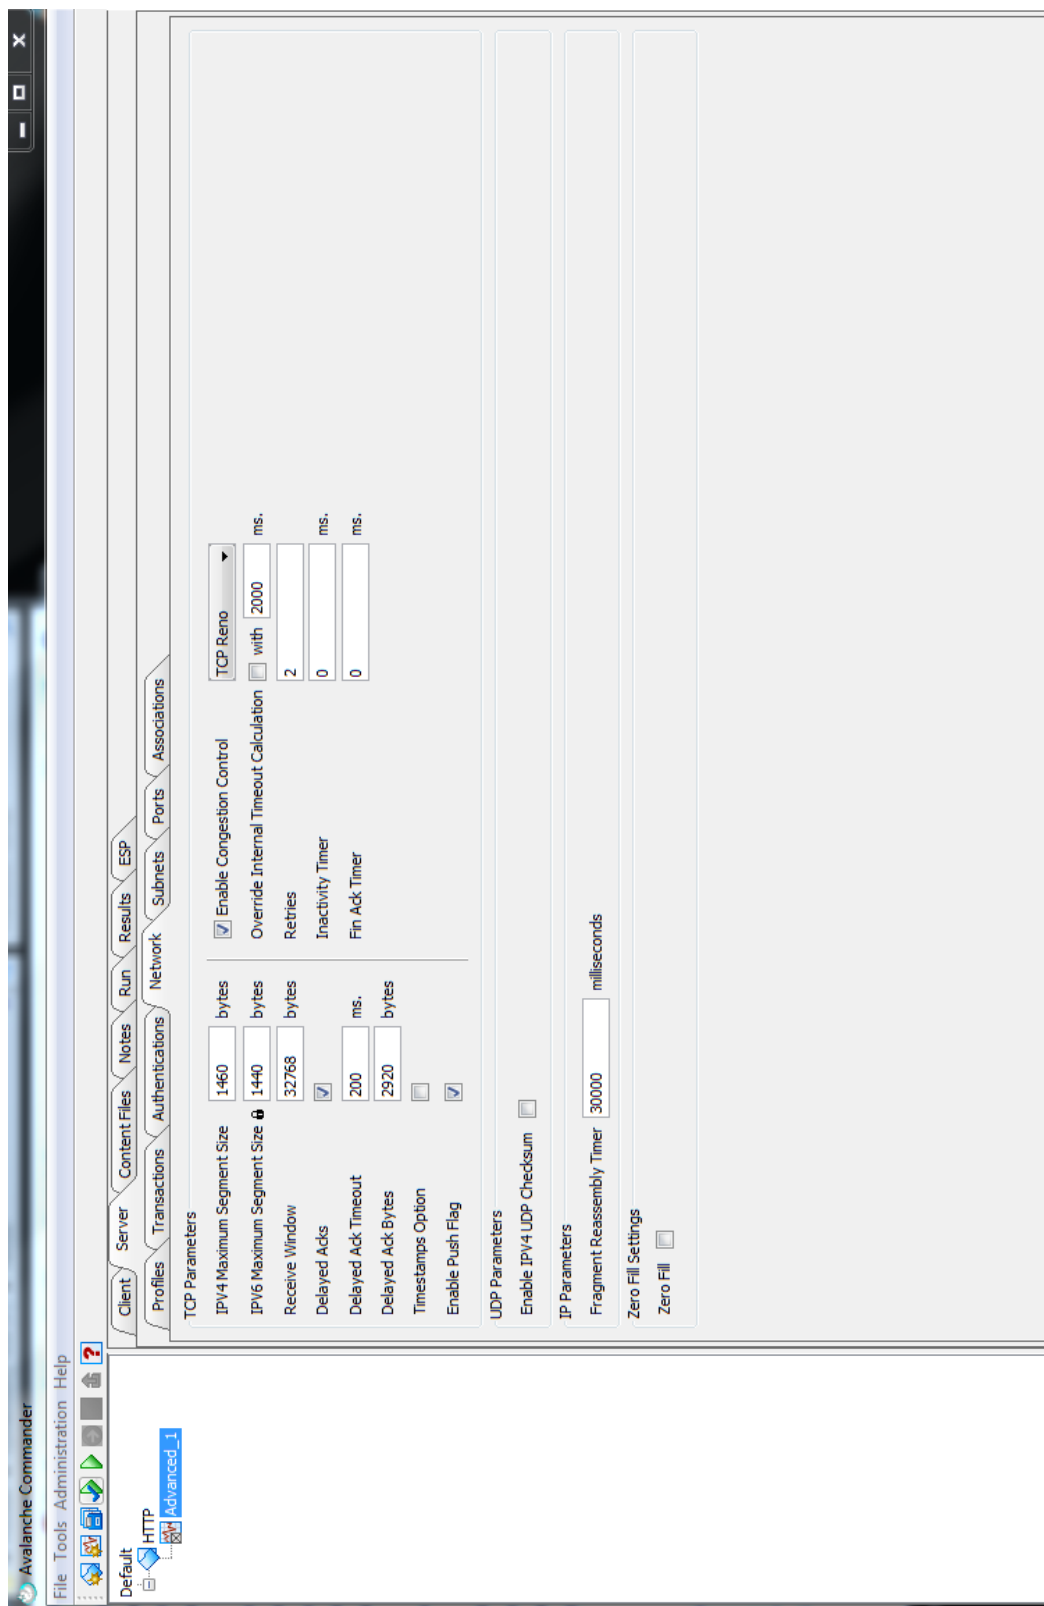 Avalanche Commander
File Tools Administration Help
Default
HTTP
Advanced_1
Client Server Content Files Notes Run Results ESP
Profiles Transactions Authentications Network Subnets Ports Associations
TCP Parameters
IPV4 Maximum Segment Size 1460 bytes
IPV6 Maximum Segment Size 1440 bytes
Receive Window 32768 bytes
Delayed Acks
Delayed Ack Timeout 200 ms.
Delayed Ack Bytes 2920 bytes
Timestamps Option
Enable Push Flag
Enable Congestion Control TCP Reno
Override Internal Timeout Calculation with 2000 ms.
Retries 2
Inactivity Timer 0 ms.
Fin Ack Timer 0 ms.
UDP Parameters
Enable IPV4 UDP Checksum
IP Parameters
Fragment Reassembly Timer 30000 milliseconds
Zero Fill Settings
Zero Fill